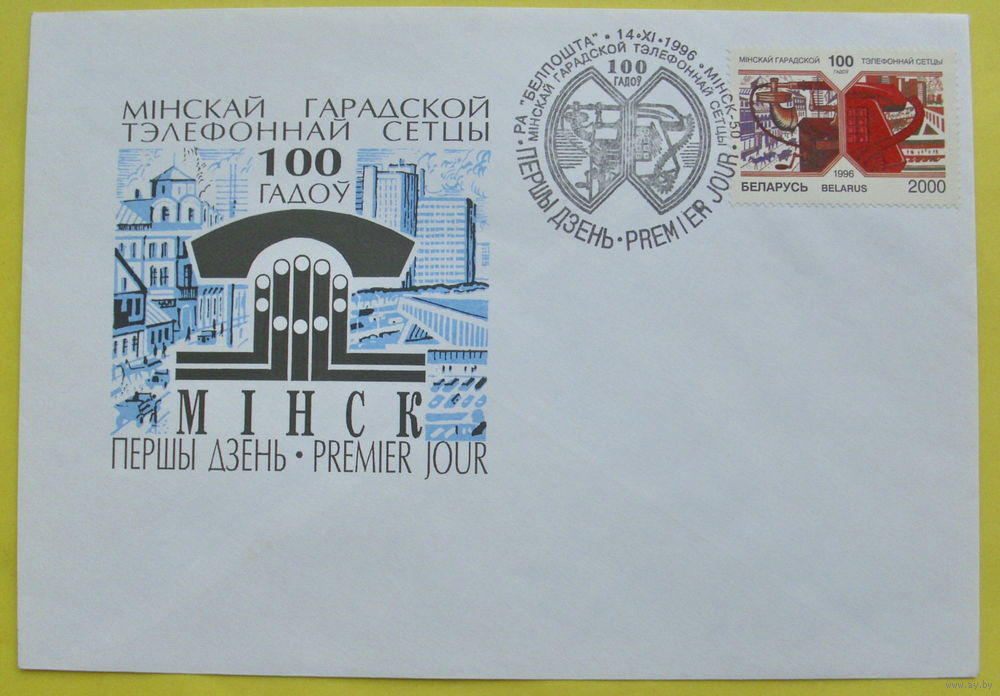 МІНСКАЙ ГАРАДСКОЙ
ТЭЛЕФОННАЙ СЕТЦЫ
100
ГАДОЎ
МІНСК
ПЕРШЫ ДЗЕНЬ • PREMIER JOUR
РА "БЕЛПОШТА" • 14•XI•1996 • МІНСК-50 •
МІНСКАЙ ГАРАДСКОЙ ТЭЛЕФОННАЙ СЕТЦЫ
100
ГАДОЎ
ПЕРШЫ ДЗЕНЬ • PREMIER JOUR •
МІНСКАЙ ГАРАДСКОЙ 100 ТЭЛЕФОННАЙ СЕТЦЫ
ГАДОЎ
1996
БЕЛАРУСЬ BELARUS 2000
www.ay.by